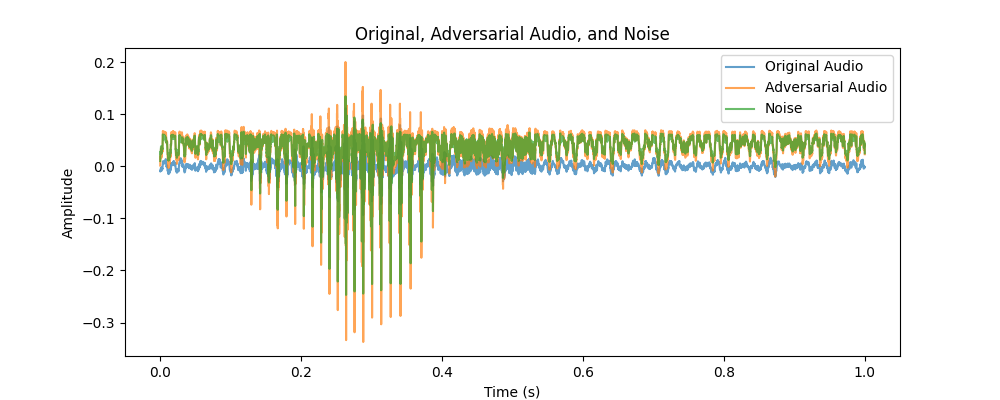 Original, Adversarial Audio, and Noise
Original Audio
Adversarial Audio
Noise
Amplitude
0.2
0.1
0.0
−0.1
−0.2
−0.3
0.0 0.2 0.4 0.6 0.8 1.0
Time (s)